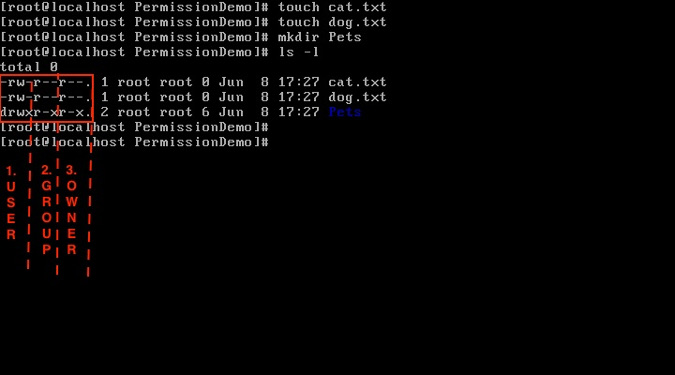 [root@localhost PermissionDemo]# touch cat.txt
[root@localhost PermissionDemo]# touch dog.txt
[root@localhost PermissionDemo]# mkdir Pets
[root@localhost PermissionDemo]# ls -l
total 0
-rw-r--r--. 1 root root 0 Jun  8 17:27 cat.txt
-rw-r--r--. 1 root root 0 Jun  8 17:27 dog.txt
drwxr-xr-x. 2 root root 6 Jun  8 17:27 Pets
[root@localhost PermissionDemo]#
[root@localhost PermissionDemo]#
1. USER
2. GROUP
3. OWNER